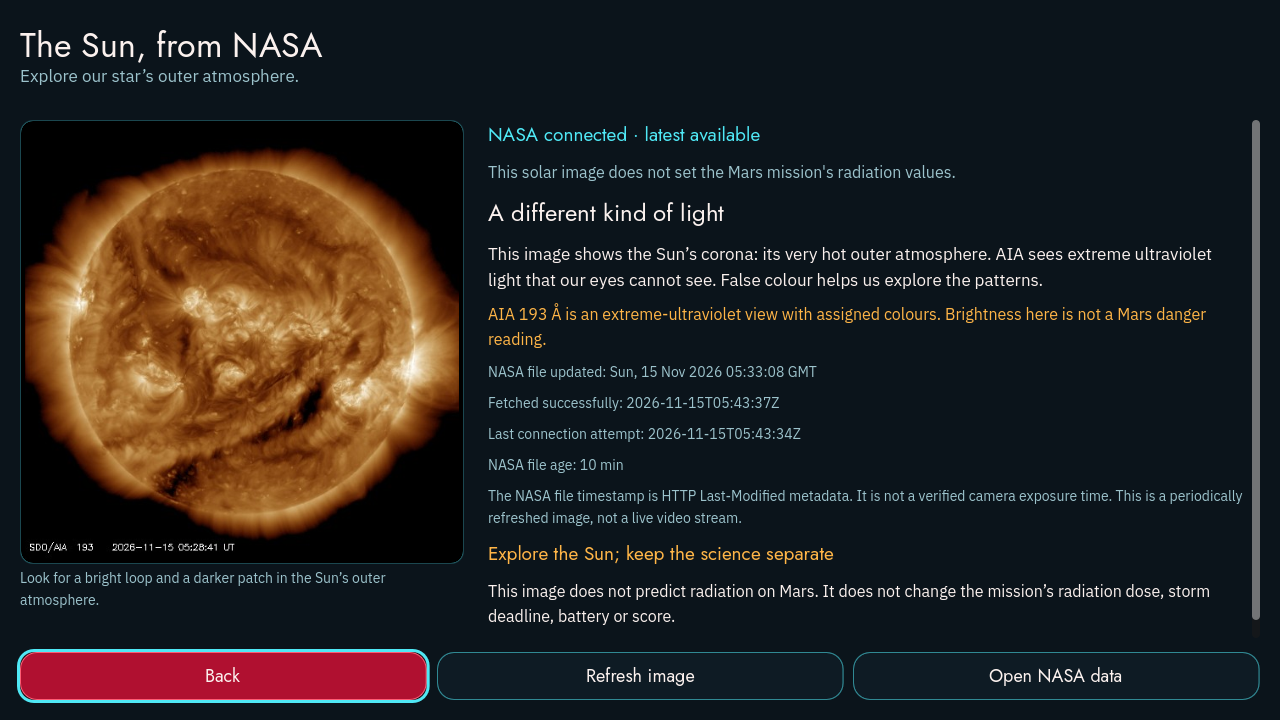 The Sun, from NASA
Explore our star’s outer atmosphere.
SDO/AIA 193 2026-11-15 05:28:41 UT
Look for a bright loop and a darker patch in the Sun’s outer
atmosphere.
NASA connected · latest available
This solar image does not set the Mars mission's radiation values.
A different kind of light
This image shows the Sun’s corona: its very hot outer atmosphere. AIA sees extreme ultraviolet
light that our eyes cannot see. False colour helps us explore the patterns.
AIA 193 Å is an extreme-ultraviolet view with assigned colours. Brightness here is not a Mars danger
reading.
NASA file updated: Sun, 15 Nov 2026 05:33:08 GMT
Fetched successfully: 2026-11-15T05:43:37Z
Last connection attempt: 2026-11-15T05:43:34Z
NASA file age: 10 min
The NASA file timestamp is HTTP Last-Modified metadata. It is not a verified camera exposure time. This is a periodically
refreshed image, not a live video stream.
Explore the Sun; keep the science separate
This image does not predict radiation on Mars. It does not change the mission’s radiation dose, storm
deadline, battery or score.
Back
Refresh image
Open NASA data